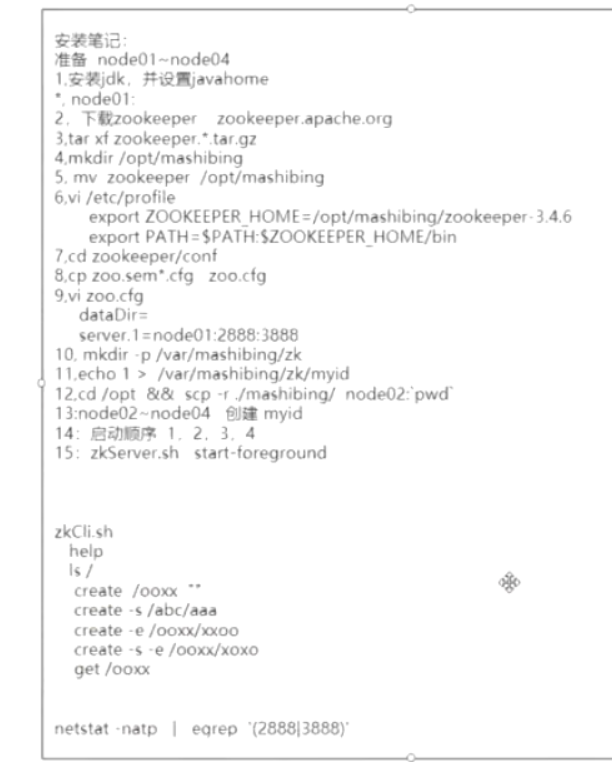 安装笔记:
准备 node01~node04
1,安装jdk，并设置javahome
*, node01:
2，下载zookeeper zookeeper.apache.org
3,tar xf zookeeper.*.tar.gz
4,mkdir /opt/mashibing
5, mv zookeeper /opt/mashibing
6,vi /etc/profile
export ZOOKEEPER_HOME=/opt/mashibing/zookeeper-3.4.6
export PATH=$PATH:$ZOOKEEPER_HOME/bin
7,cd zookeeper/conf
8,cp zoo.sem*.cfg zoo.cfg
9,vi zoo.cfg
dataDir=
server.1=node01:2888:3888
10, mkdir -p /var/mashibing/zk
11,echo 1 > /var/mashibing/zk/myid
12,cd /opt && scp -r ./mashibing/ node02:`pwd`
13:node02~node04 创建 myid
14：启动顺序 1，2，3，4
15：zkServer.sh start-foreground
zkCli.sh
help
ls /
create /ooxx ""
create -s /abc/aaa
create -e /ooxx/xxoo
create -s -e /ooxx/xoxo
get /ooxx
netstat -natp | egrep '(2888|3888)'